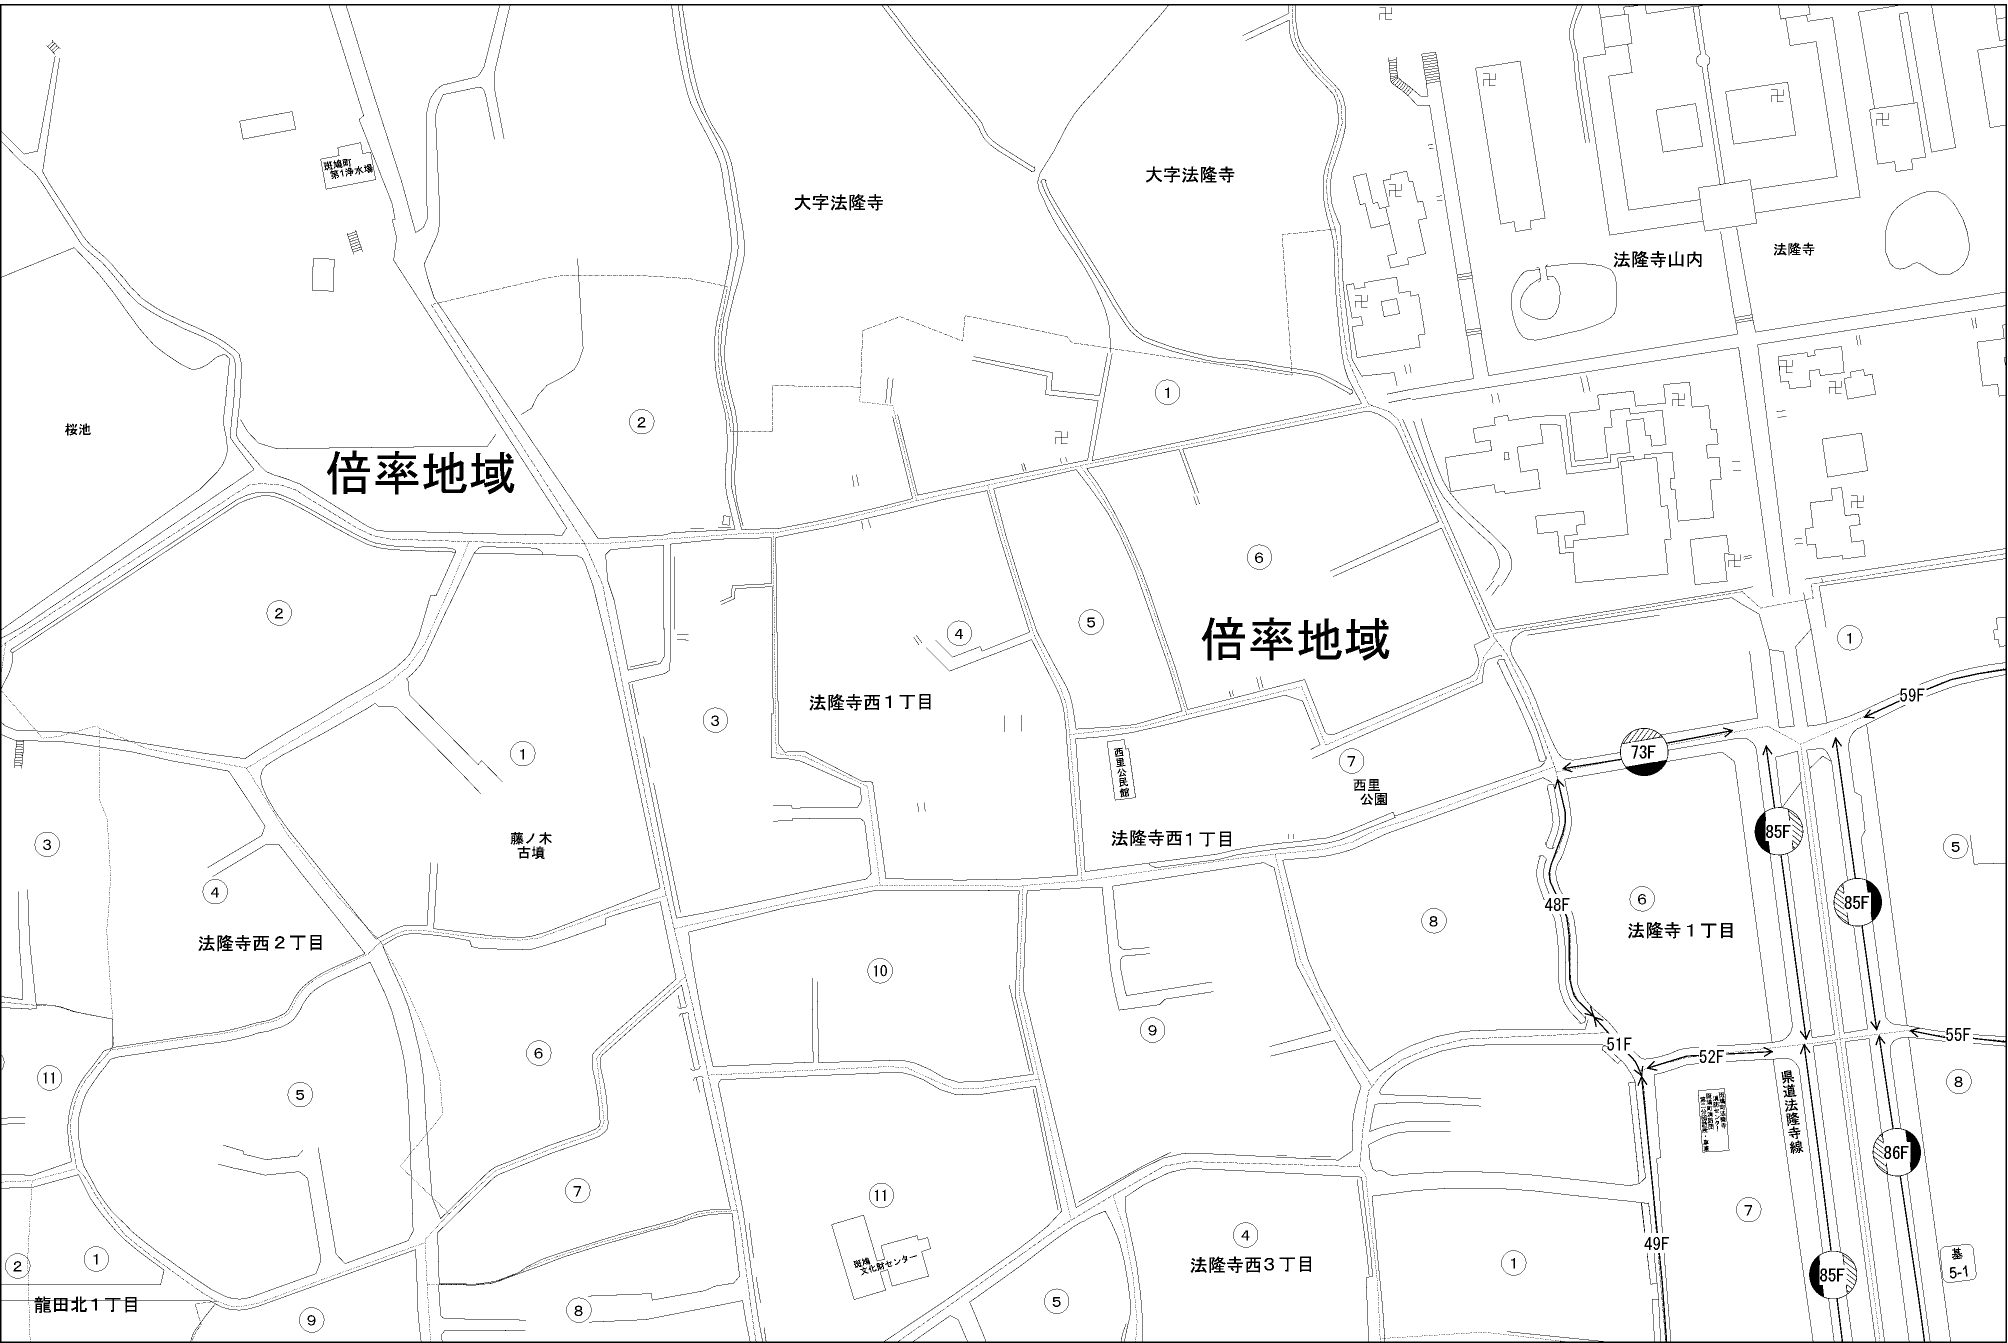 斑鳩町
第1浄水場
大字法隆寺
大字法隆寺
法隆寺山内
法隆寺
桜池
②
①
倍率地域
②
⑥
④
⑤
倍率地域
①
法隆寺西1丁目
③
①
59F
73F
西里公民館
⑦
西里
公園
85F
藤ノ木
古墳
法隆寺西1丁目
③
⑤
④
48F
⑥
85F
⑧
法隆寺1丁目
法隆寺西2丁目
⑩
⑨
55F
51F
52F
⑥
⑪
⑤
⑧
県道法隆寺線
86F
⑦
⑪
⑦
④
49F
法隆寺西3丁目
斑鳩
文化財センター
①
②
①
基
5-1
85F
龍田北1丁目
⑧
⑤
⑨